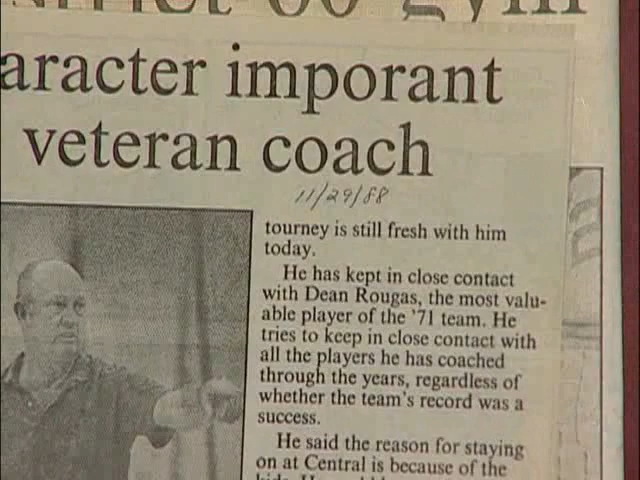 aracter imporant
veteran coach
11/29/88
tourney is still fresh with him
today.
He has kept in close contact
with Dean Rougas, the most valu-
able player of the '71 team. He
tries to keep in close contact with
all the players he has coached
through the years, regardless of
whether the team's record was a
success.
He said the reason for staying
on at Central is because of the